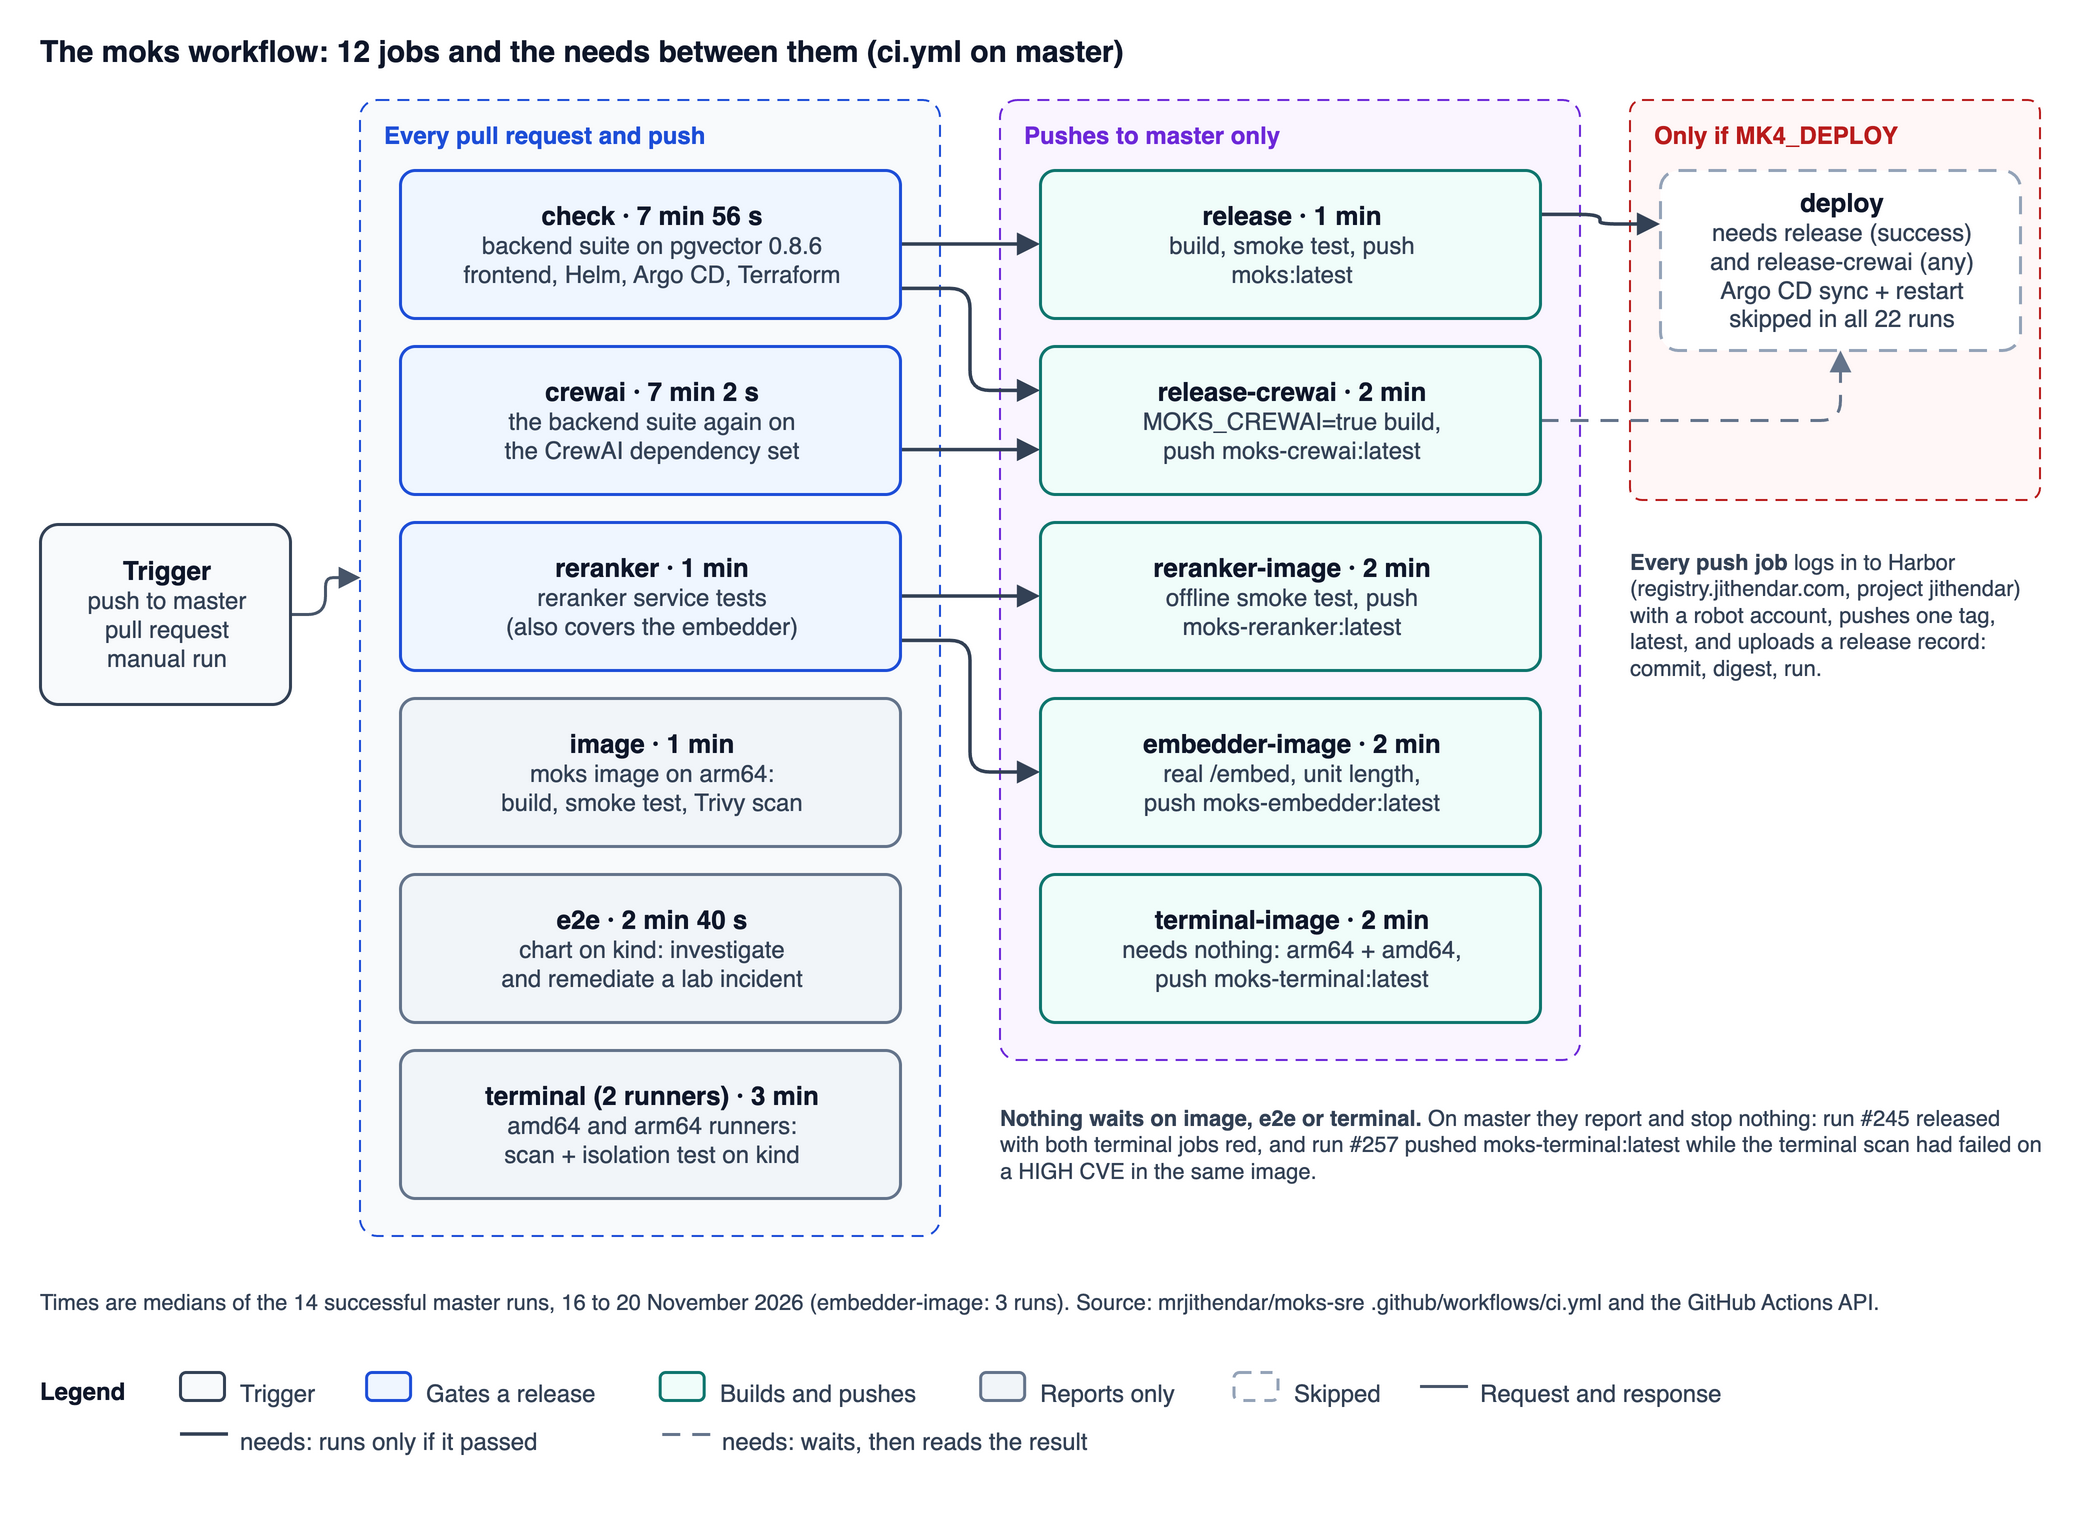 The moks workflow: 12 jobs and the needs between them (ci.yml on master)
Trigger
push to master
pull request
manual run
Every pull request and push
check · 7 min 56 s
backend suite on pgvector 0.8.6
frontend, Helm, Argo CD, Terraform
crewai · 7 min 2 s
the backend suite again on
the CrewAI dependency set
reranker · 1 min
reranker service tests
(also covers the embedder)
image · 1 min
moks image on arm64:
build, smoke test, Trivy scan
e2e · 2 min 40 s
chart on kind: investigate
and remediate a lab incident
terminal (2 runners) · 3 min
amd64 and arm64 runners:
scan + isolation test on kind
Pushes to master only
release · 1 min
build, smoke test, push
moks:latest
release-crewai · 2 min
MOKS_CREWAI=true build,
push moks-crewai:latest
reranker-image · 2 min
offline smoke test, push
moks-reranker:latest
embedder-image · 2 min
real /embed, unit length,
push moks-embedder:latest
terminal-image · 2 min
needs nothing: arm64 + amd64,
push moks-terminal:latest
Only if MK4_DEPLOY
deploy
needs release (success)
and release-crewai (any)
Argo CD sync + restart
skipped in all 22 runs
Every push job logs in to Harbor
(registry.jithendar.com, project jithendar)
with a robot account, pushes one tag,
latest, and uploads a release record:
commit, digest, run.
Nothing waits on image, e2e or terminal. On master they report and stop nothing: run #245 released
with both terminal jobs red, and run #257 pushed moks-terminal:latest while the terminal scan had failed on
a HIGH CVE in the same image.
Times are medians of the 14 successful master runs, 16 to 20 November 2026 (embedder-image: 3 runs). Source: mrjithendar/moks-sre .github/workflows/ci.yml and the GitHub Actions API.
Legend
Trigger
Gates a release
Builds and pushes
Reports only
Skipped
Request and response
needs: runs only if it passed
needs: waits, then reads the result